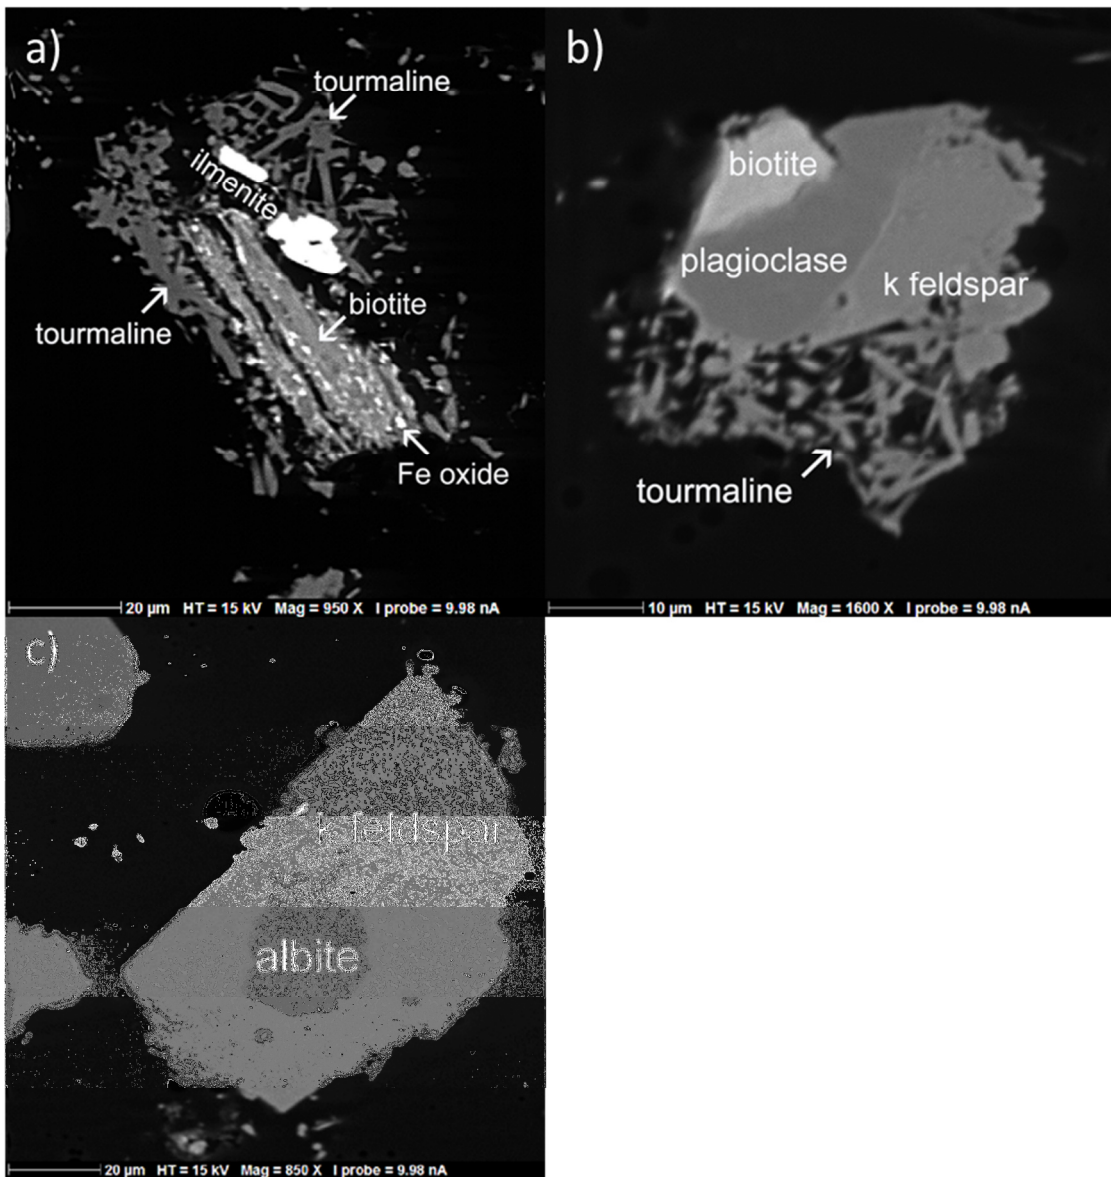 a)
tourmaline
ilmenite
biotite
tourmaline
Fe oxide
20 µm HT = 15 kV Mag = 950 X I probe = 9.98 nA
b)
biotite
plagioclase
k feldspar
tourmaline
10 µm HT = 15 kV Mag = 1600 X I probe = 9.98 nA
c)
k feldspar
albite
20 µm HT = 15 kV Mag = 850 X I probe = 9.98 nA